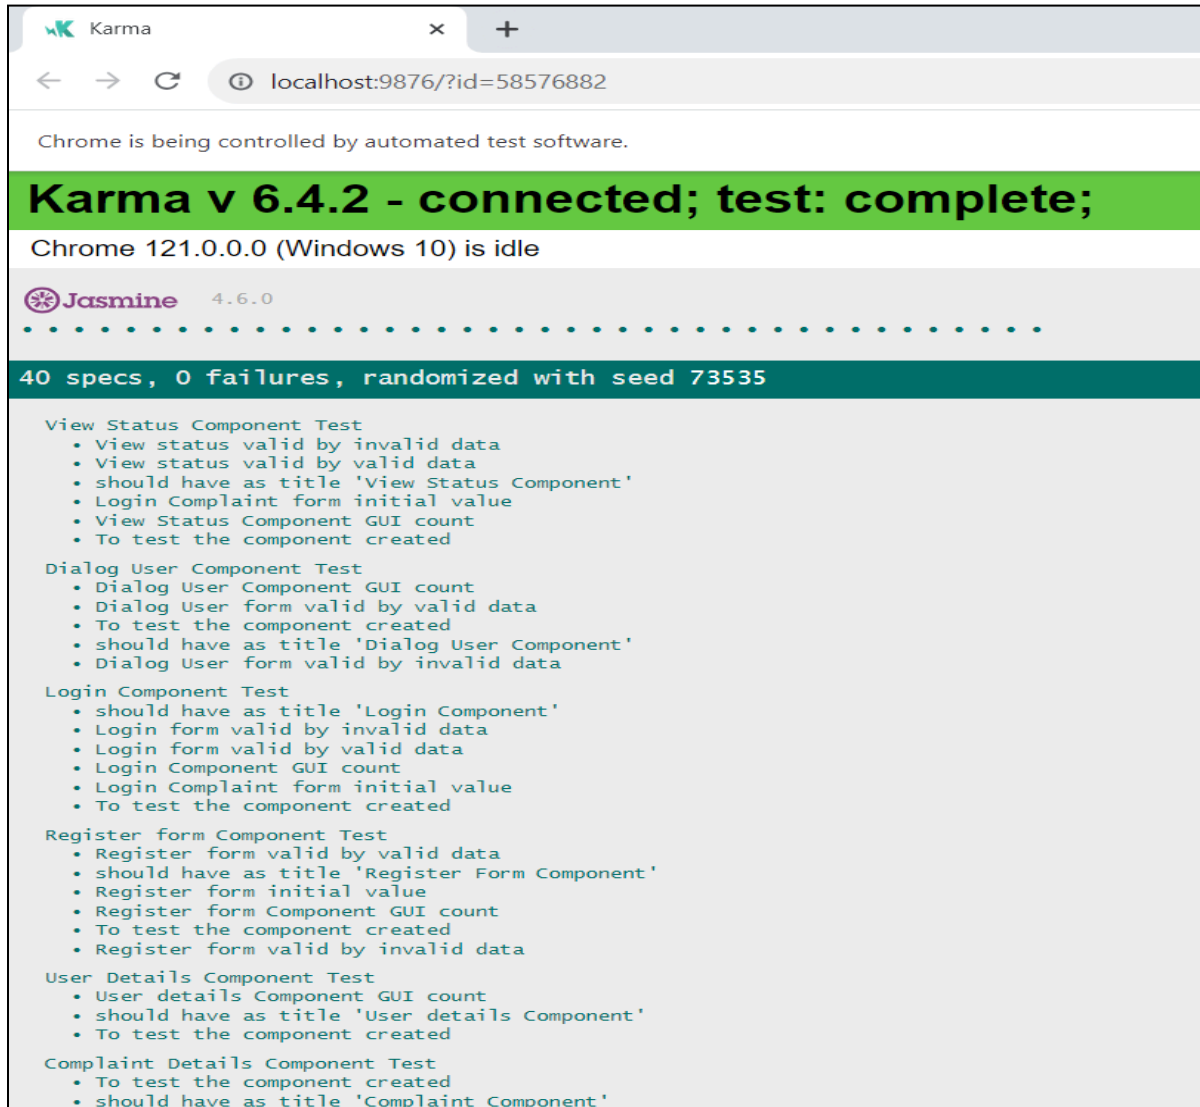 Karma
localhost:9876/?id=58576882
Chrome is being controlled by automated test software.
Karma v 6.4.2 - connected; test: complete;
Chrome 121.0.0.0 (Windows 10) is idle
Jasmine 4.6.0
40 specs, 0 failures, randomized with seed 73535
View Status Component Test
• View status valid by invalid data
• View status valid by valid data
• should have as title 'View Status Component'
• Login Complaint form initial value
• View Status Component GUI count
• To test the component created
Dialog User Component Test
• Dialog User Component GUI count
• Dialog User form valid by valid data
• To test the component created
• should have as title 'Dialog User Component'
• Dialog User form valid by invalid data
Login Component Test
• should have as title 'Login Component'
• Login form valid by invalid data
• Login form valid by valid data
• Login Component GUI count
• Login Complaint form initial value
• To test the component created
Register form Component Test
• Register form valid by valid data
• should have as title 'Register Form Component'
• Register form initial value
• Register form Component GUI count
• To test the component created
• Register form valid by invalid data
User Details Component Test
• User details Component GUI count
• should have as title 'User details Component'
• To test the component created
Complaint Details Component Test
• To test the component created
• should have as title 'Complaint Component'